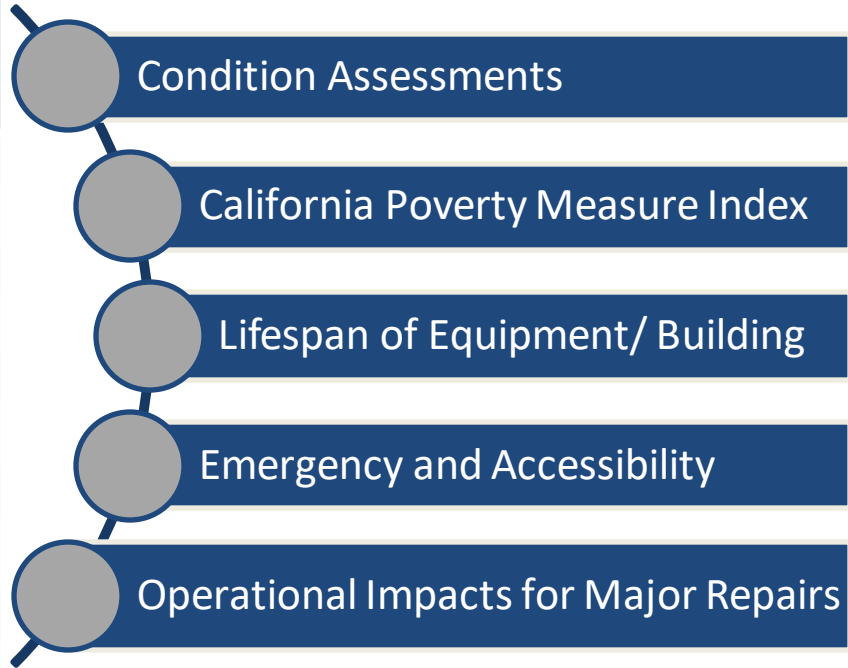 Condition Assessments
California Poverty Measure Index
Lifespan of Equipment/ Building
Emergency and Accessibility
Operational Impacts for Major Repairs